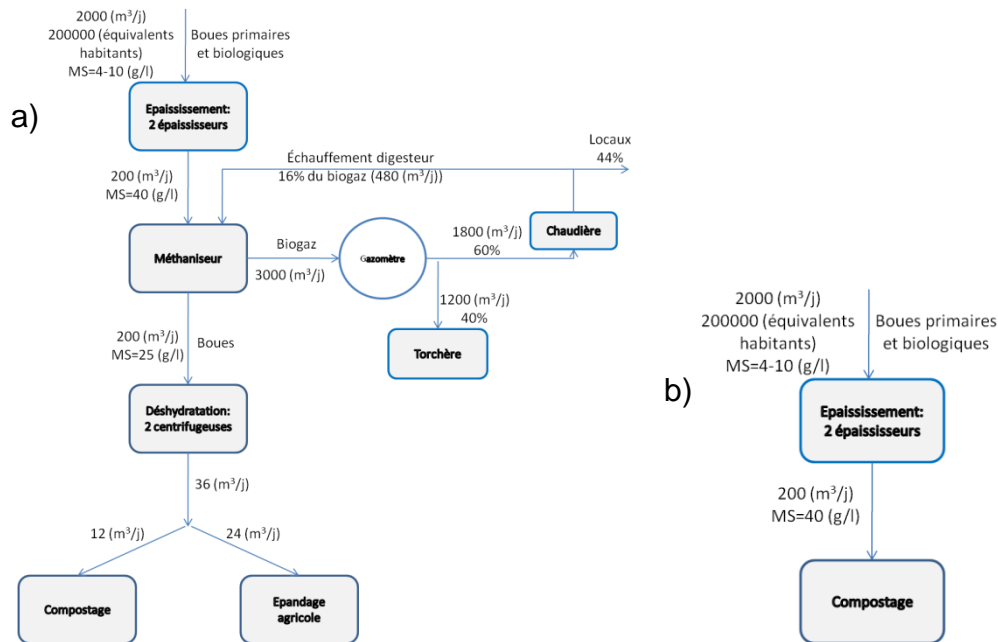 a)
2000 (m³/j)
200000 (équivalents
habitants)
MS=4-10 (g/l)
Boues primaires
et biologiques
Epaississement:
2 épaississeurs
200 (m³/j)
MS=40 (g/l)
Échauffement digesteur
16% du biogaz (480 (m³/j))
Locaux
44%
Méthaniseur
Biogaz
3000 (m³/j)
Gazomètre
1800 (m³/j)
60%
Chaudière
1200 (m³/j)
40%
Torchère
200 (m³/j)
MS=25 (g/l)
Boues
Déshydratation:
2 centrifugeuses
36 (m³/j)
12 (m³/j)
24 (m³/j)
Compostage
Epandage
agricole
b)
2000 (m³/j)
200000 (équivalents
habitants)
MS=4-10 (g/l)
Boues primaires
et biologiques
Epaississement:
2 épaississeurs
200 (m³/j)
MS=40 (g/l)
Compostage